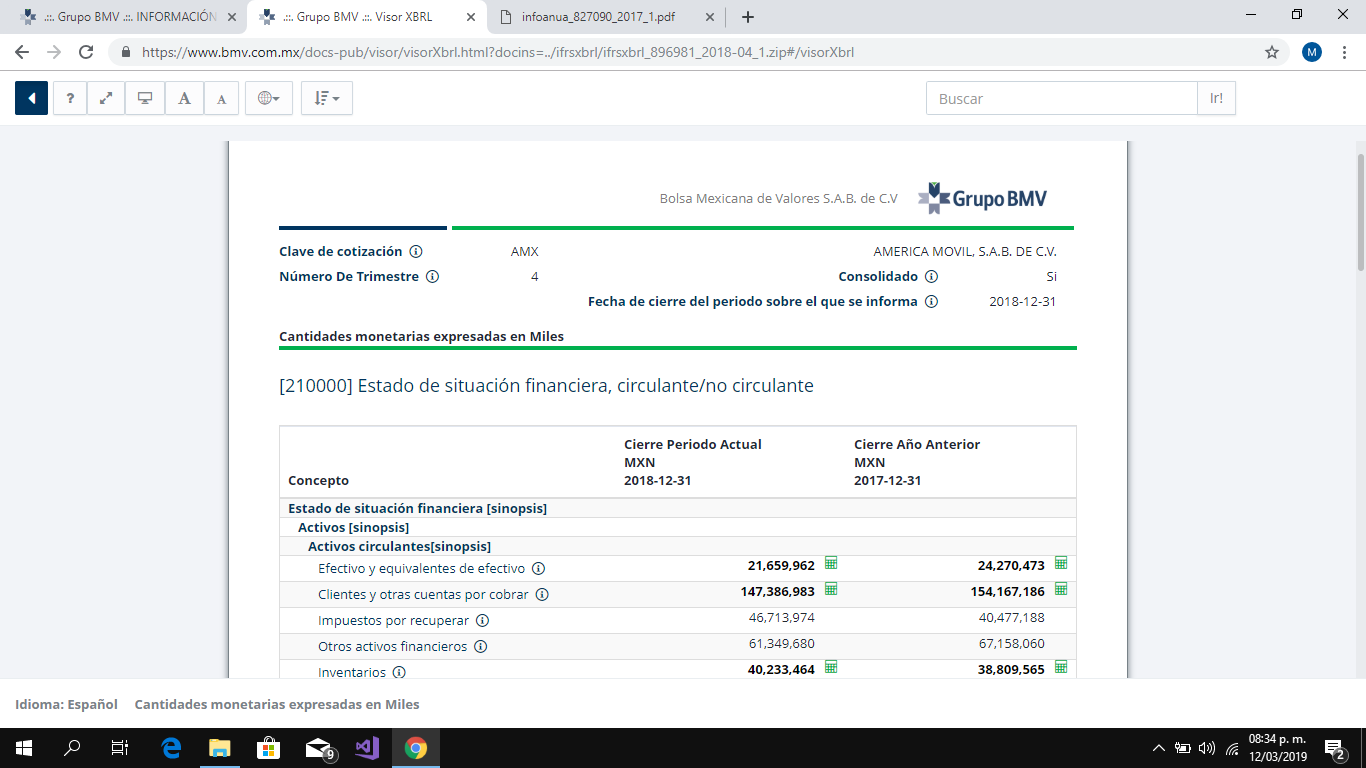 .::. Grupo BMV .::. INFORMACIÓN
.::. Grupo BMV .::. Visor XBRL
infoanua_827090_2017_1.pdf
https://www.bmv.com.mx/docs-pub/visor/visorXbrl.html?docins=../ifrsxbrl/ifrsxbrl_896981_2018-04_1.zip#/visorXbrl
M
? A A Buscar Ir!
Bolsa Mexicana de Valores S.A.B. de C.V Grupo BMV
Clave de cotización AMX AMERICA MOVIL, S.A.B. DE C.V.
Número De Trimestre 4 Consolidado Si
Fecha de cierre del periodo sobre el que se informa 2018-12-31
Cantidades monetarias expresadas en Miles
[210000] Estado de situación financiera, circulante/no circulante
Cierre Periodo Actual Cierre Año Anterior
MXN MXN
Concepto 2018-12-31 2017-12-31
Estado de situación financiera [sinopsis]
Activos [sinopsis]
Activos circulantes[sinopsis]
Efectivo y equivalentes de efectivo 21,659,962 24,270,473
Clientes y otras cuentas por cobrar 147,386,983 154,167,186
Impuestos por recuperar 46,713,974 40,477,188
Otros activos financieros 61,349,680 67,158,060
Inventarios 40,233,464 38,809,565
Idioma: Español Cantidades monetarias expresadas en Miles
9
08:34 p. m.
12/03/2019
2